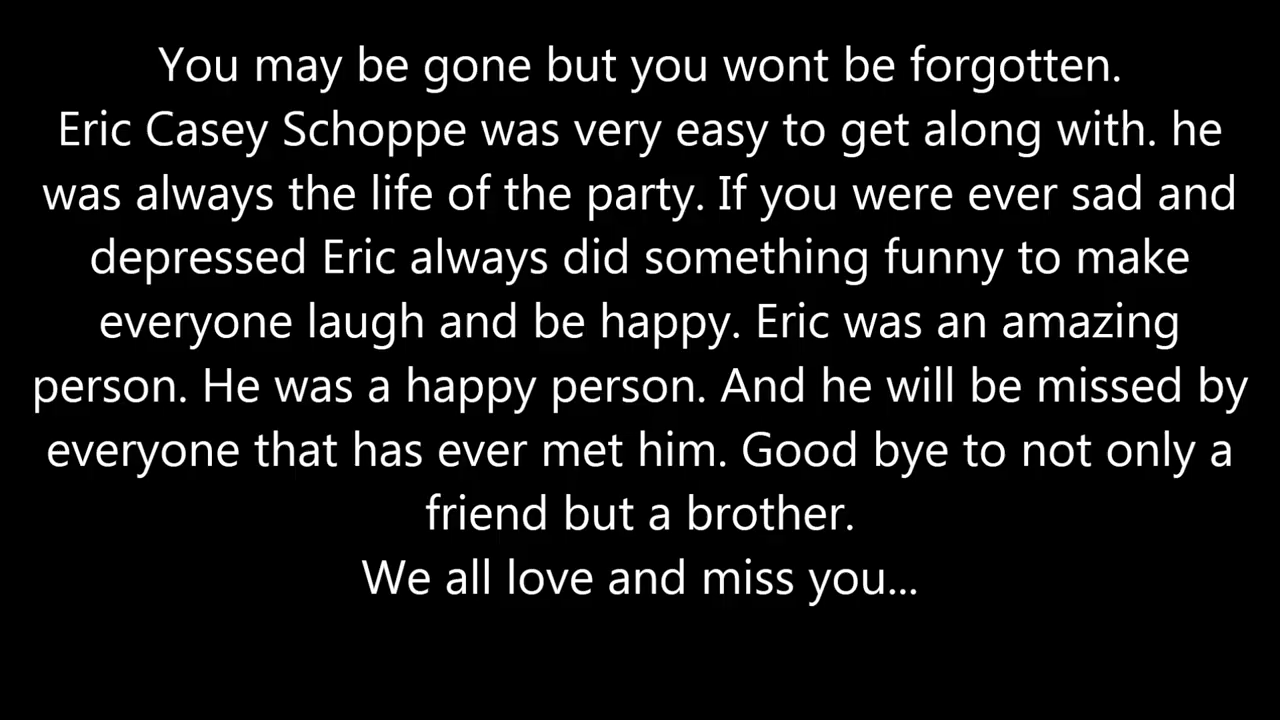 You may be gone but you wont be forgotten.
Eric Casey Schoppe was very easy to get along with. he
was always the life of the party. If you were ever sad and
depressed Eric always did something funny to make
everyone laugh and be happy. Eric was an amazing
person. He was a happy person. And he will be missed by
everyone that has ever met him. Good bye to not only a
friend but a brother.
We all love and miss you...